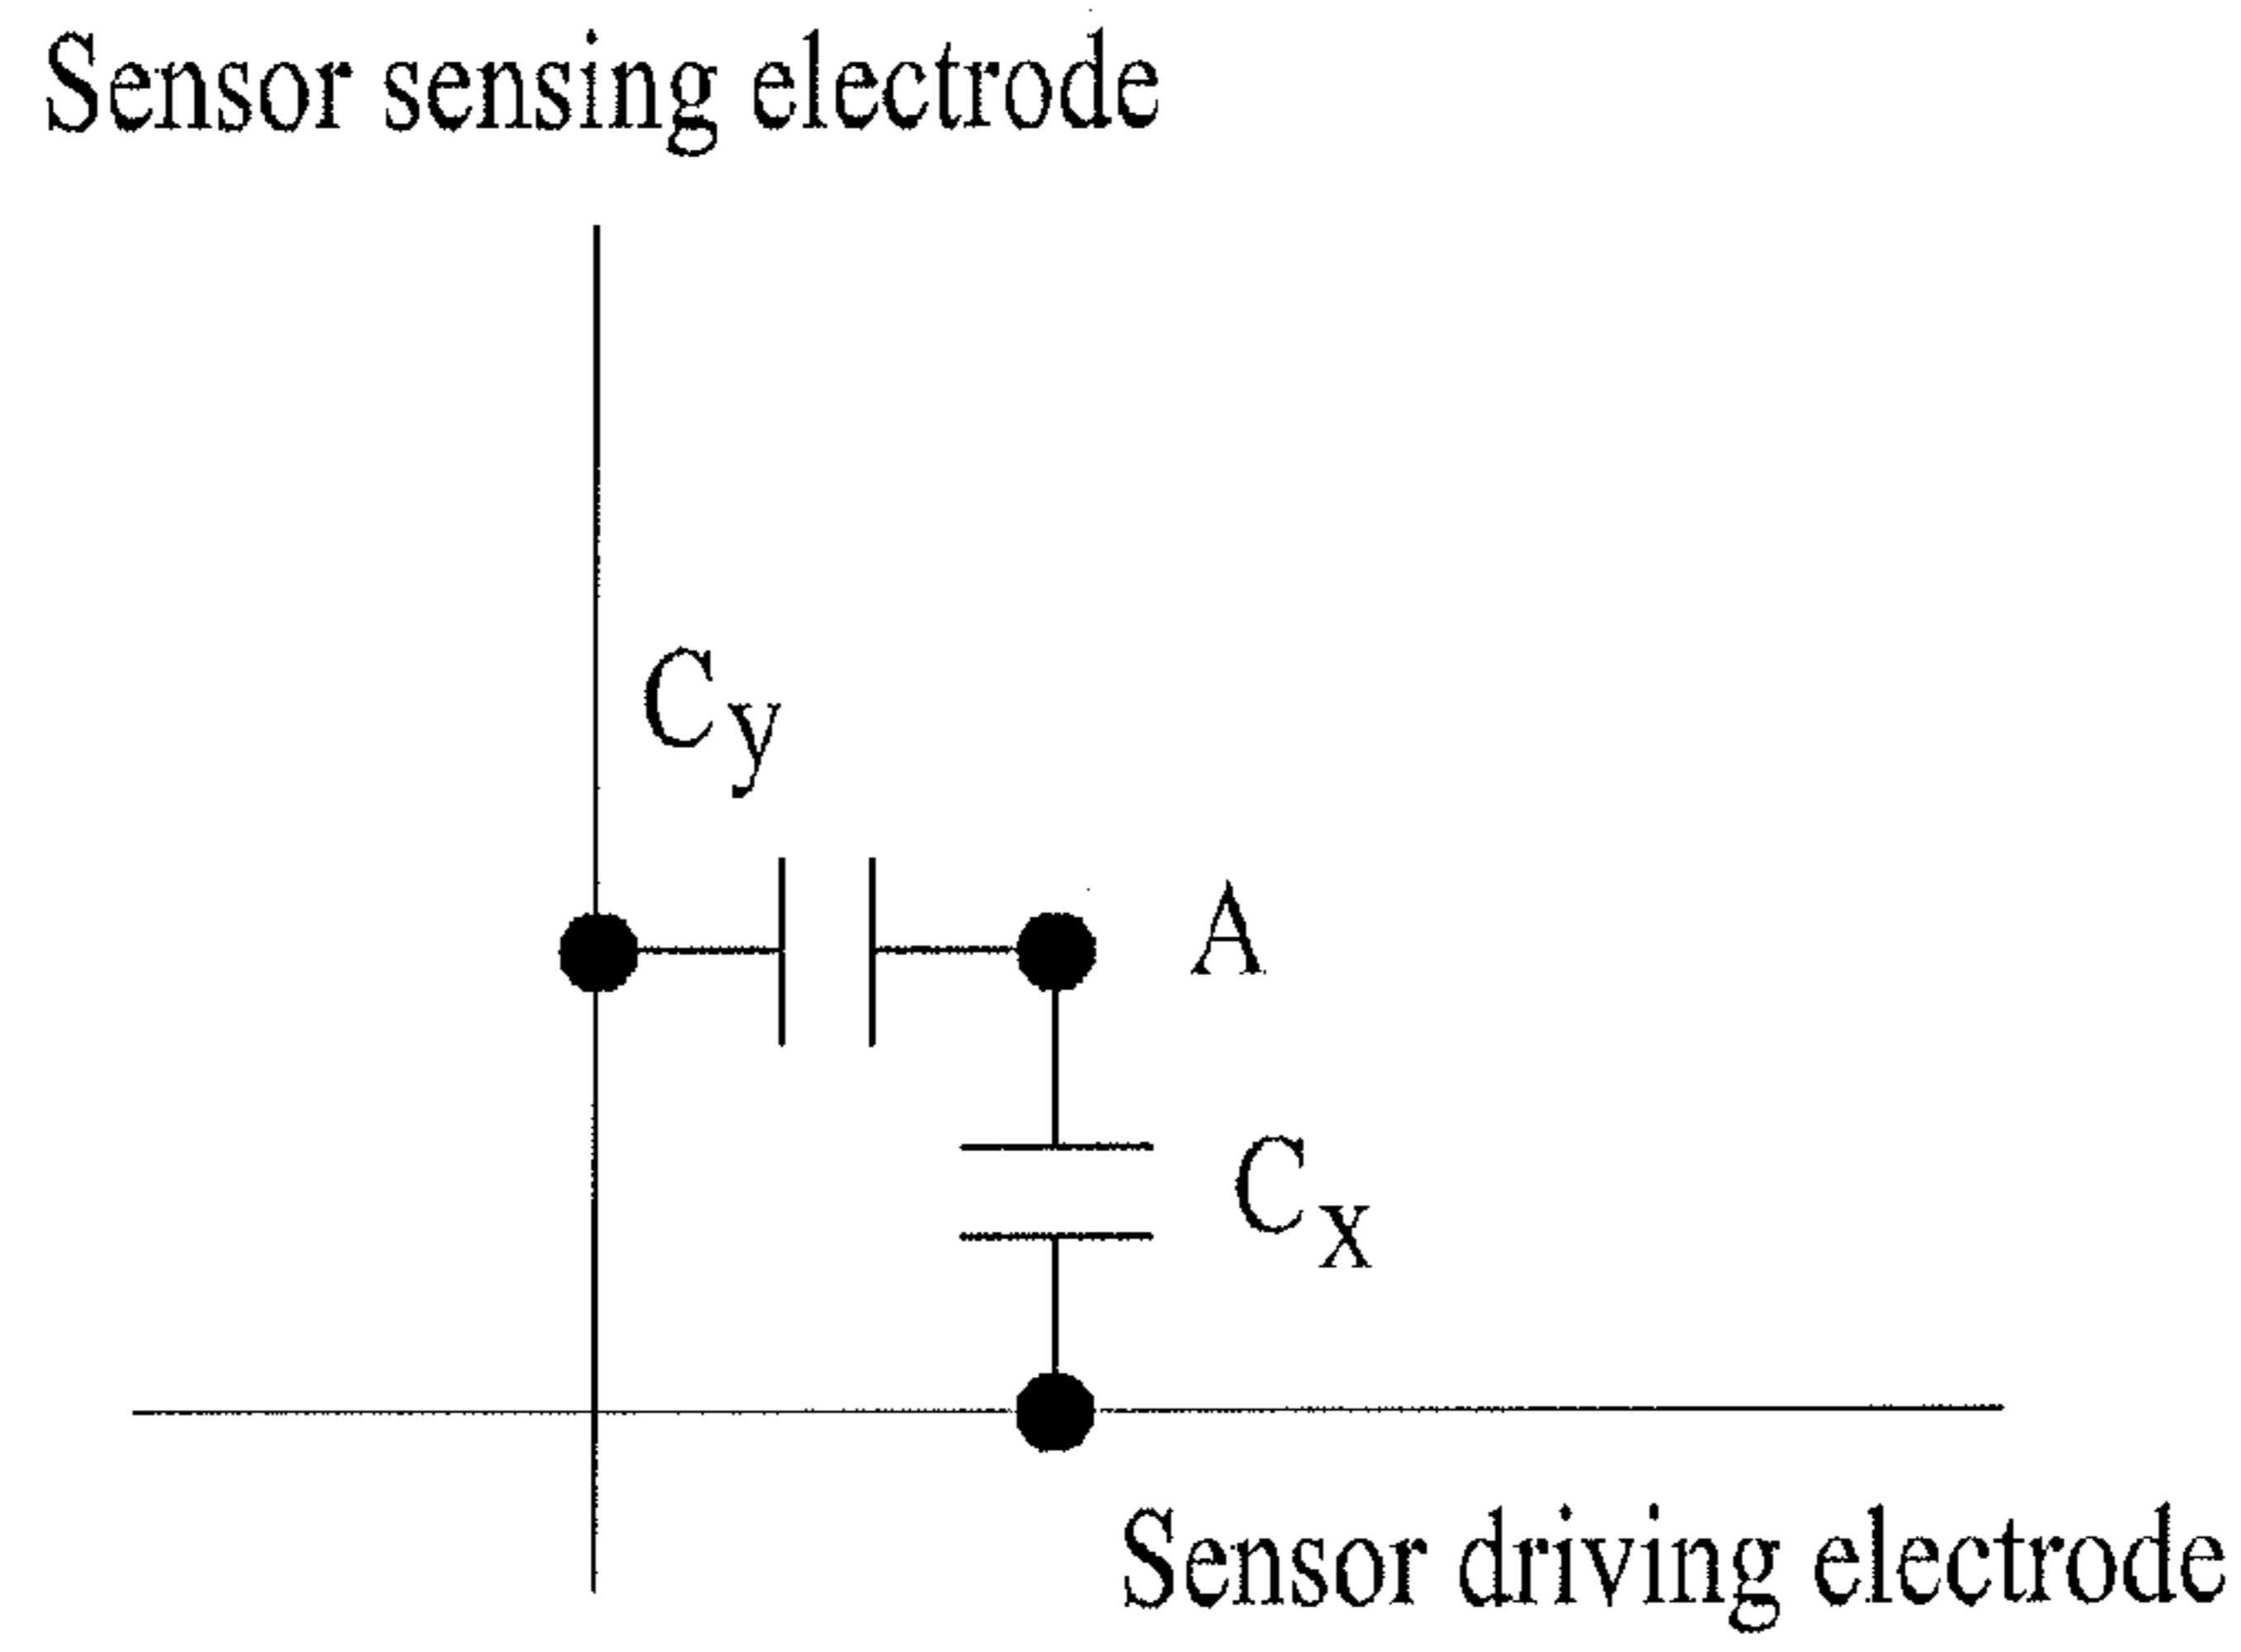 Sensor sensing electrode
Cy
A
Cx
Sensor driving electrode